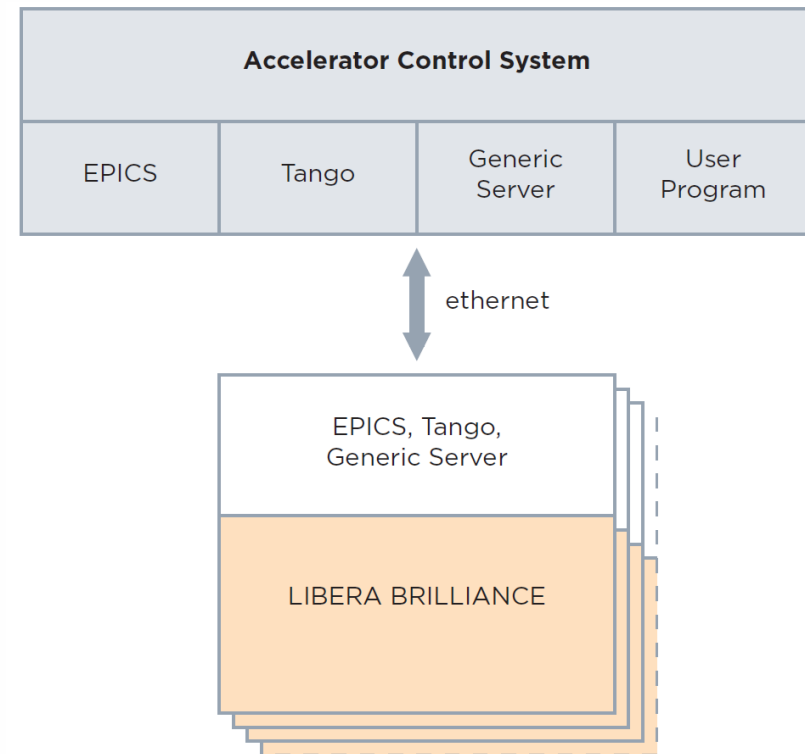 Accelerator Control System
EPICS
Tango
Generic
Server
User
Program
ethernet
EPICS, Tango,
Generic Server
LIBERA BRILLIANCE